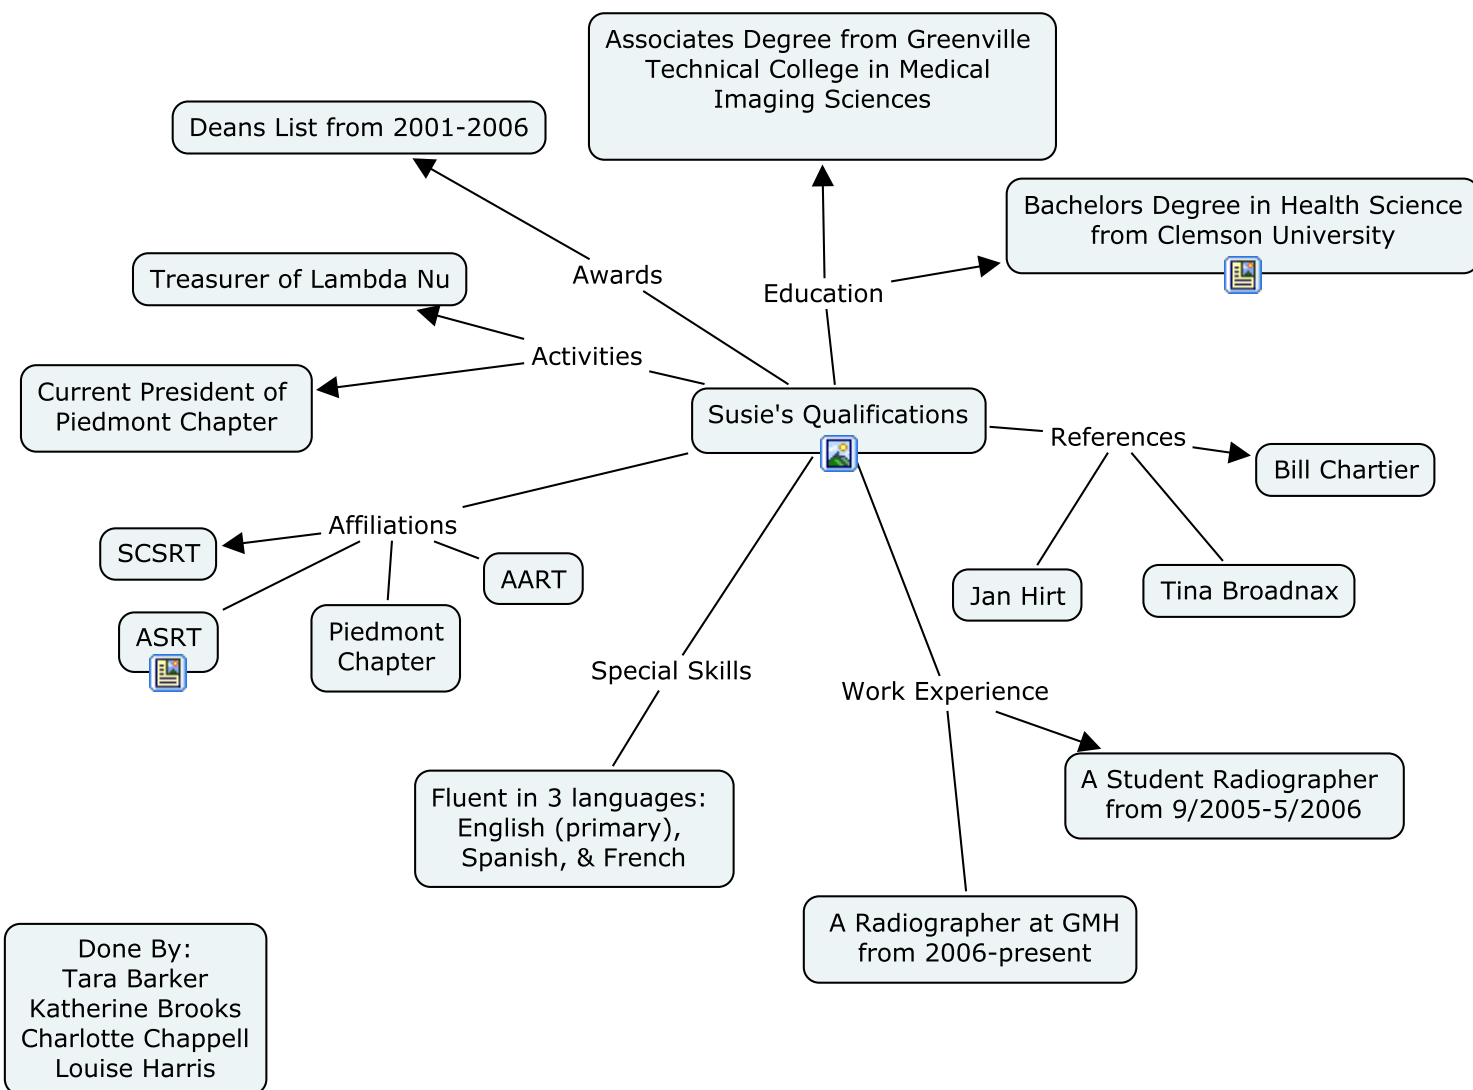 Associates Degree from Greenville
Technical College in Medical
Imaging Sciences
Deans List from 2001-2006
Bachelors Degree in Health Science
from Clemson University
Treasurer of Lambda Nu
Awards
Education
Activities
Current President of
Piedmont Chapter
Susie's Qualifications
References
Bill Chartier
Affiliations
SCSRT
AART
Jan Hirt
Tina Broadnax
ASRT
Piedmont
Chapter
Special Skills
Work Experience
A Student Radiographer
from 9/2005-5/2006
Fluent in 3 languages:
English (primary),
Spanish, & French
A Radiographer at GMH
from 2006-present
Done By:
Tara Barker
Katherine Brooks
Charlotte Chappell
Louise Harris